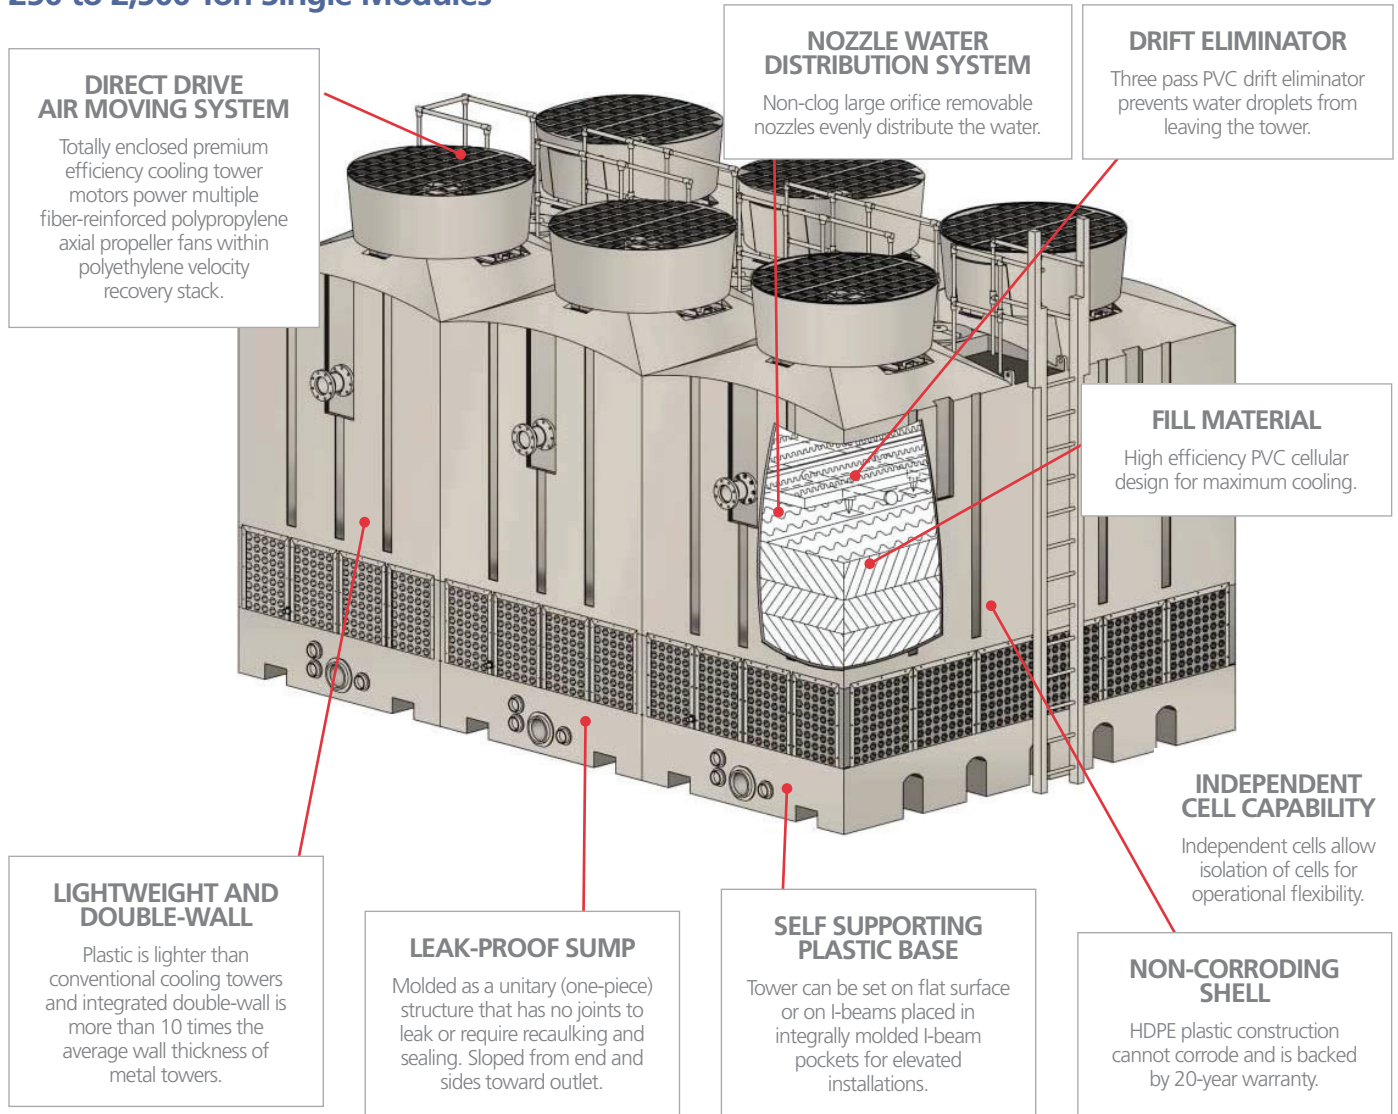 250 to 2,500 Ton Single Modules
DIRECT DRIVE
AIR MOVING SYSTEM
Totally enclosed premium
efficiency cooling tower
motors power multiple
fiber-reinforced polypropylene
axial propeller fans within
polyethylene velocity
recovery stack.
NOZZLE WATER
DISTRIBUTION SYSTEM
Non-clog large orifice removable
nozzles evenly distribute the water.
DRIFT ELIMINATOR
Three pass PVC drift eliminator
prevents water droplets from
leaving the tower.
FILL MATERIAL
High efficiency PVC cellular
design for maximum cooling.
INDEPENDENT
CELL CAPABILITY
Independent cells allow
isolation of cells for
operational flexibility.
LIGHTWEIGHT AND
DOUBLE-WALL
Plastic is lighter than
conventional cooling towers
and integrated double-wall is
more than 10 times the
average wall thickness of
metal towers.
LEAK-PROOF SUMP
Molded as a unitary (one-piece)
structure that has no joints to
leak or require recaulking and
sealing. Sloped from end and
sides toward outlet.
SELF SUPPORTING
PLASTIC BASE
Tower can be set on flat surface
or on I-beams placed in
integrally molded I-beam
pockets for elevated
installations.
NON-CORRODING
SHELL
HDPE plastic construction
cannot corrode and is backed
by 20-year warranty.